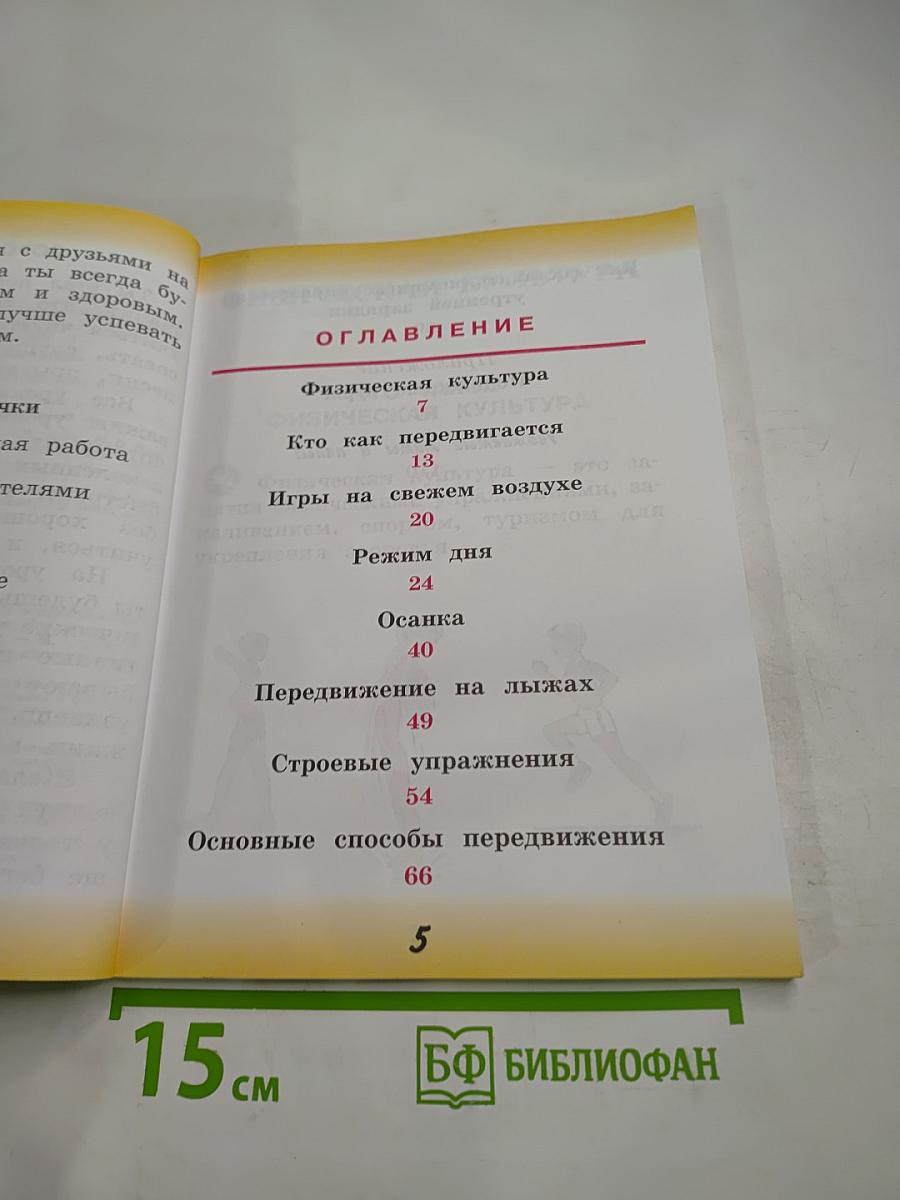 с друзьями на
ты всегда бу-
м и здоровым.
лучше успевать
м.
чки
ая работа
телями
е
ОГЛАВЛЕНИЕ
Физическая культура
7
Кто как передвигается
13
Игры на свежем воздухе
20
Режим дня
24
Осанка
40
Передвижение на лыжах
49
Строевые упражнения
54
Основные способы передвижения
66
5
15 см
БФ БИБЛИОФАН